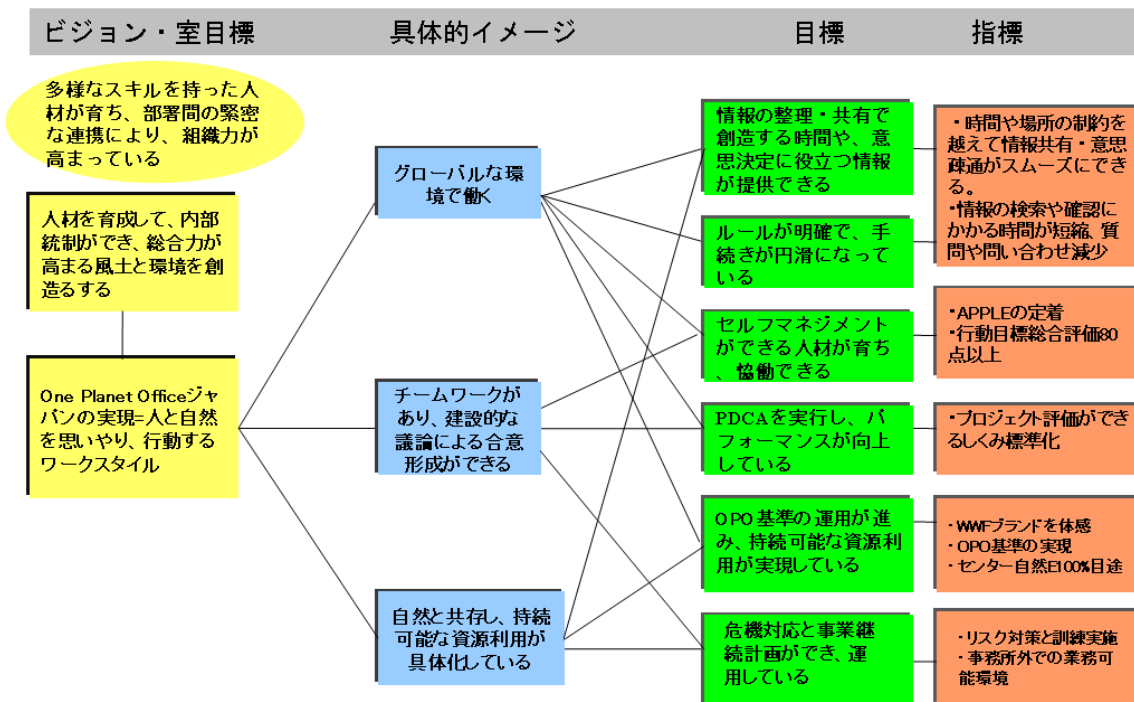 ビジョン・室目標
具体的イメージ
目標
指標
多様なスキルを持った人
材が育ち、部署間の緊密
な連携により、組織力が
高まっている
人材を育成して、内部
統制ができ、総合力が
高まる風土と環境を創
造るする
One Planet Officeジャ
パンの実現=人と自然
を思いやり、行動する
ワークスタイル
グローバルな環
境で働く
チームワークが
あり、建設的な
議論による合意
形成ができる
自然と共存し、持続
可能な資源利用が
具体化している
情報の整理・共有で
創造する時間や、意
思決定に役立つ情報
が提供できる
ルールが明確で、手
続きが円滑になって
いる
セルフマネジメント
ができる人材が育ち
、協働できる
PDCAを実行し、パ
フォーマンスが向上
している
OPO基準の運用が進
み、持続可能な資源利
用が実現している
危機対応と事業継
続計画ができ、運
用している
・時間や場所の制約を
越えて情報共有・意思
疎通がスムーズにでき
る。
・情報の検索や確認に
かかる時間が短縮、質
問や問い合わせ減少
・APPLEの定着
・行動目標総合評価80
点以上
・プロジェクト評価ができ
るしくみ標準化
・WWFブランドを体感
・OPO基準の実現
・センター自然E100%目途
・リスク対策と訓練実施
・事務所外での業務可
能環境